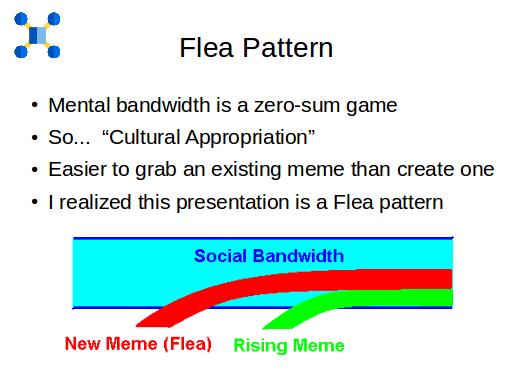 Flea Pattern
• Mental bandwidth is a zero-sum game
• So... “Cultural Appropriation”
• Easier to grab an existing meme than create one
• I realized this presentation is a Flea pattern
Social Bandwidth
New Meme (Flea) Rising Meme